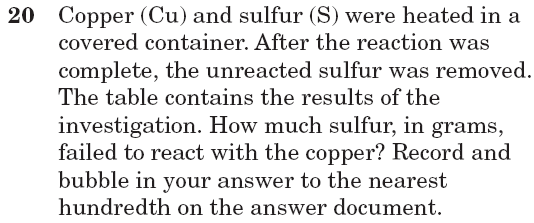 20 Copper (Cu) and sulfur (S) were heated in a
covered container. After the reaction was
complete, the unreacted sulfur was removed.
The table contains the results of the
investigation. How much sulfur, in grams,
failed to react with the copper? Record and
bubble in your answer to the nearest
hundredth on the answer document.